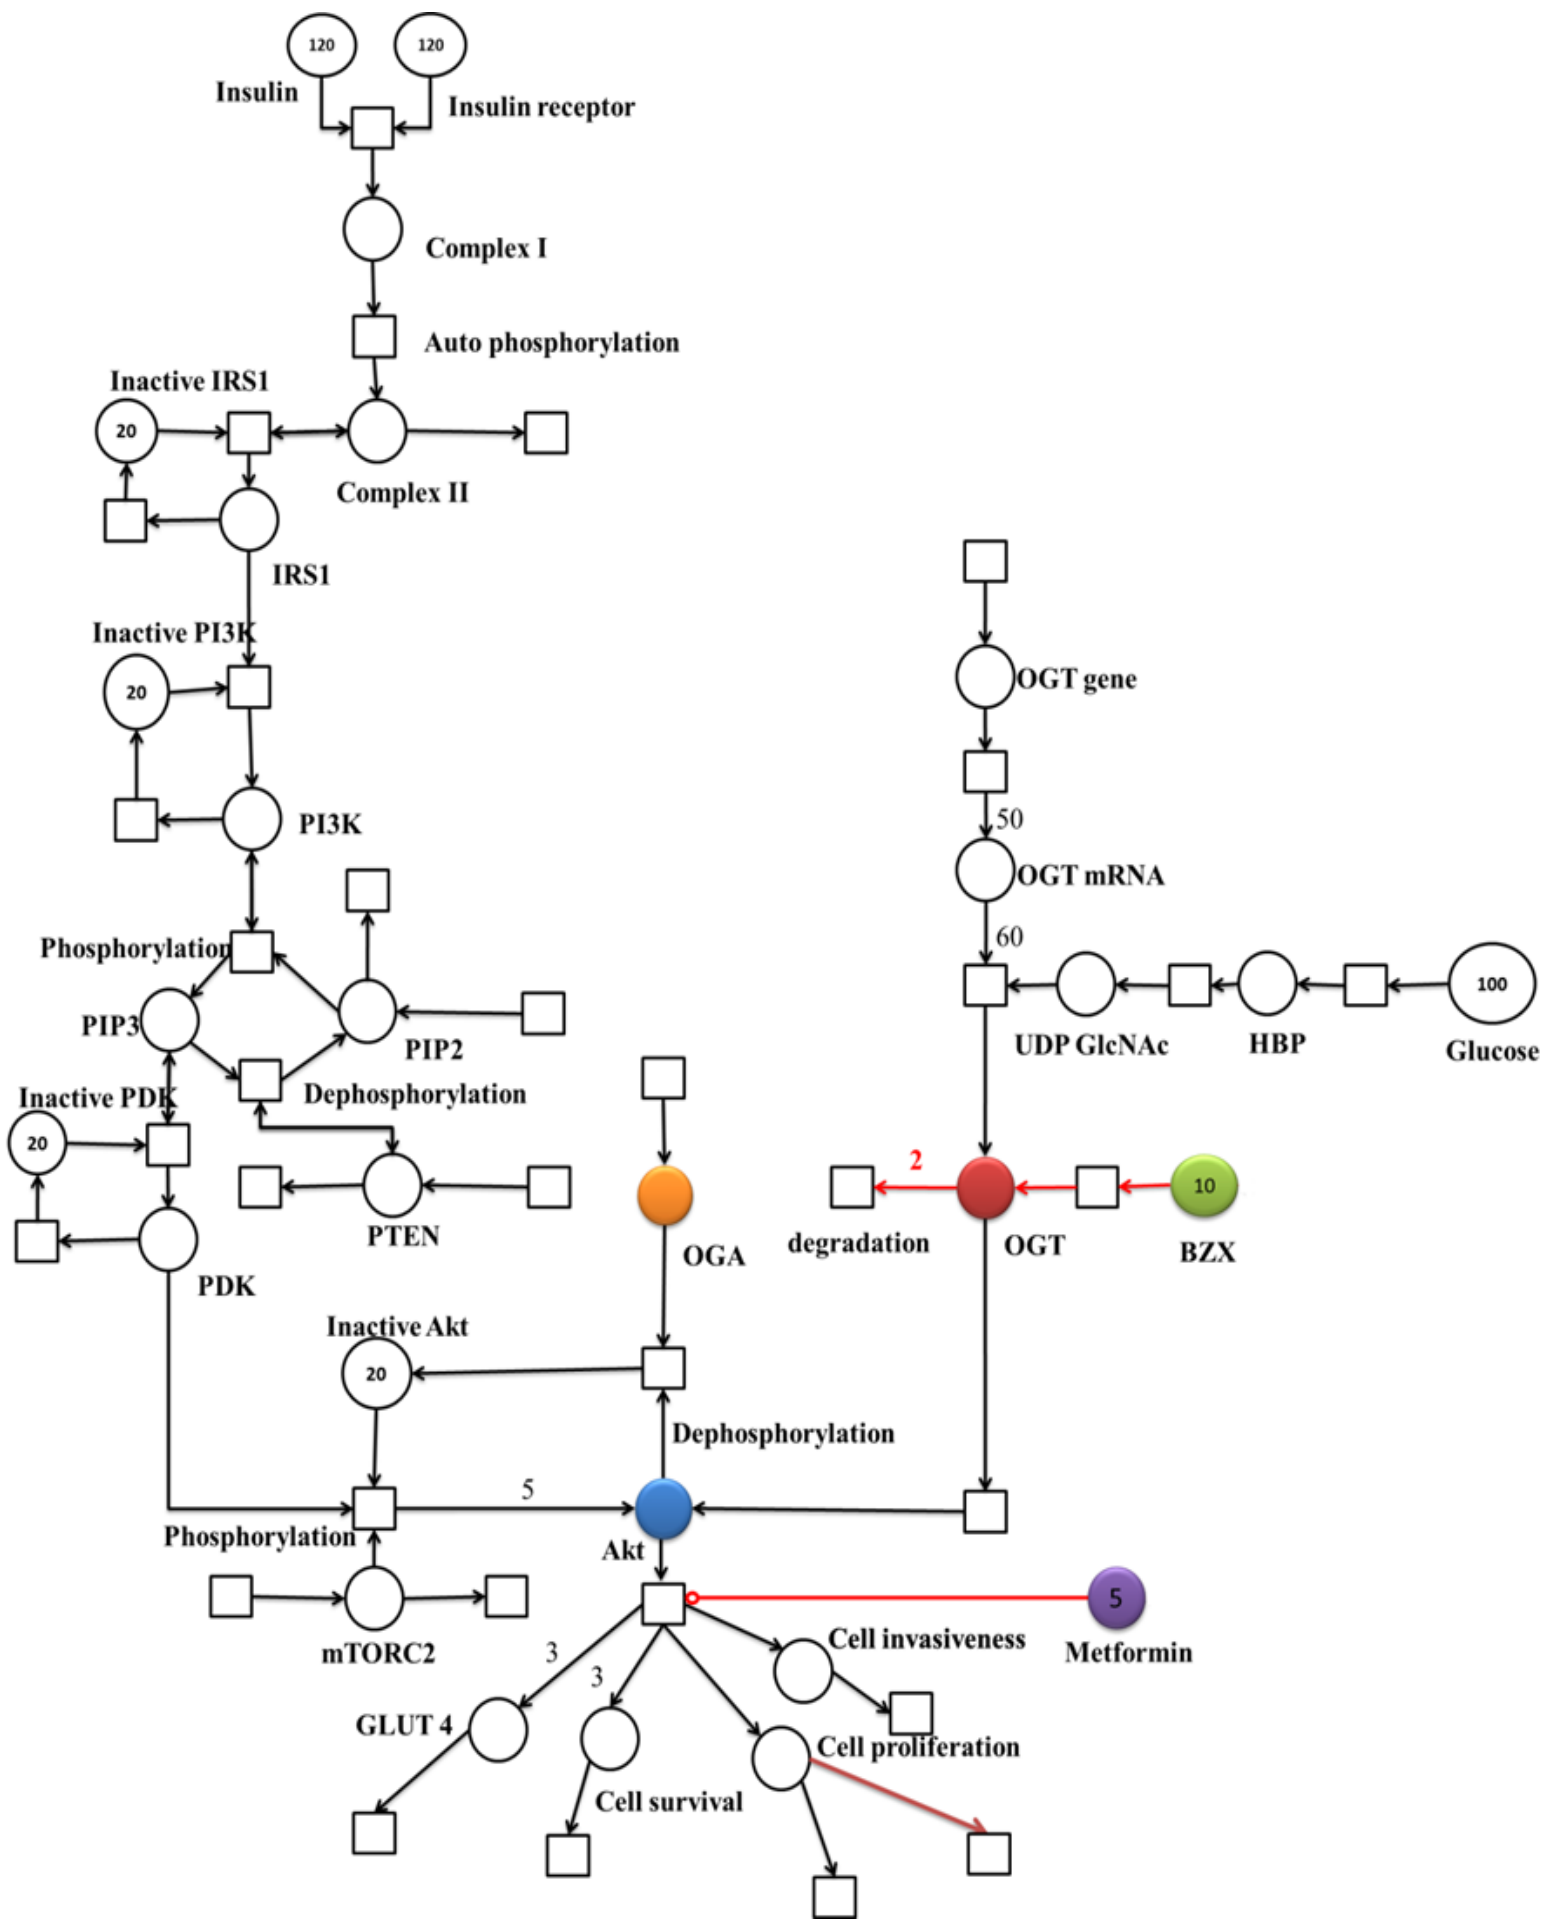 120
120
Insulin
Insulin receptor
Complex I
Auto phosphorylation
Inactive IRS1
20
Complex II
IRS1
Inactive PI3K
20
OGT gene
PI3K
50
OGT mRNA
60
Phosphorylation
100
PIP3
PIP2
UDP GlcNAc
HBP
Glucose
Inactive PDK
Dephosphorylation
20
2
10
PTEN
degradation
OGT
BZX
OGA
PDK
Inactive Akt
20
Dephosphorylation
5
Phosphorylation
Akt
5
mTORC2
Cell invasiveness
Metformin
3
3
GLUT 4
Cell proliferation
Cell survival